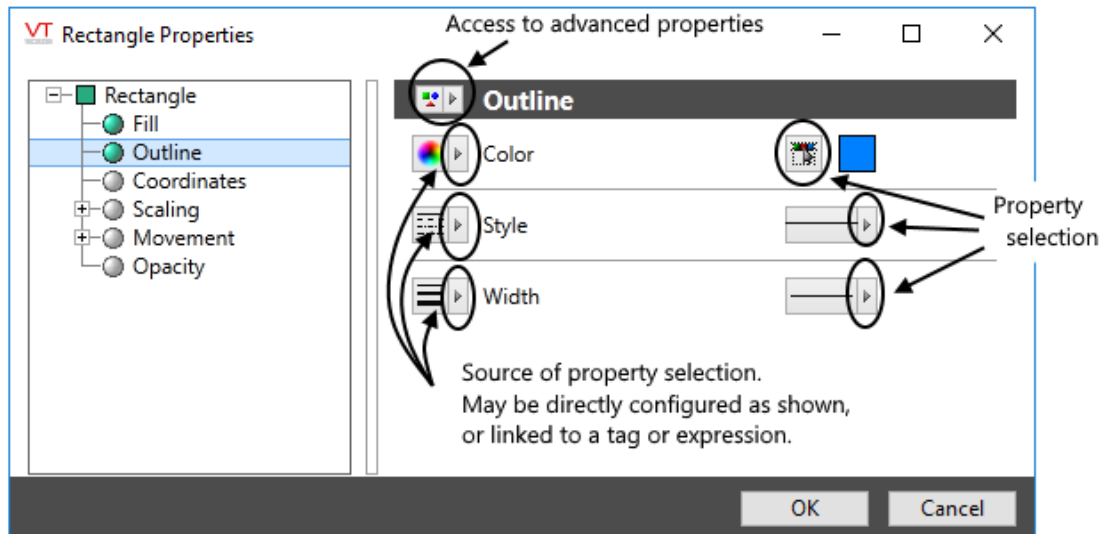 Access to advanced properties
VT Rectangle Properties
Rectangle
Outline
Fill
Outline
Color
Coordinates
Scaling
Style
Movement
Opacity
Width
Property
selection
Source of property selection.
May be directly configured as shown,
or linked to a tag or expression.
OK
Cancel